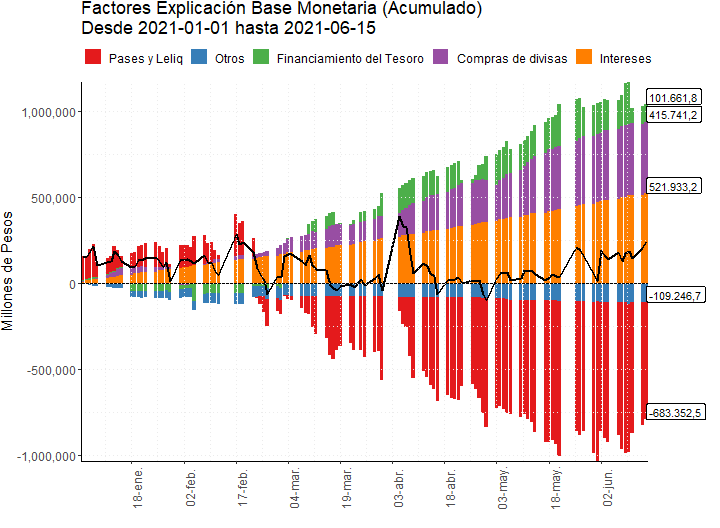 Factores Explicación Base Monetaria (Acumulado)
Desde 2021-01-01 hasta 2021-06-15
Pases y Leliq Otros Financiamiento del Tesoro Compras de divisas Intereses
Millones de Pesos
1,000,000
500,000
0
-500,000
-1,000,000
101.661,8
415.741,2
521.933,2
-109.246,7
-683.352,5
18-ene.
02-feb.
17-feb.
04-mar.
19-mar.
03-abr.
18-abr.
03-may.
18-may.
02-jun.